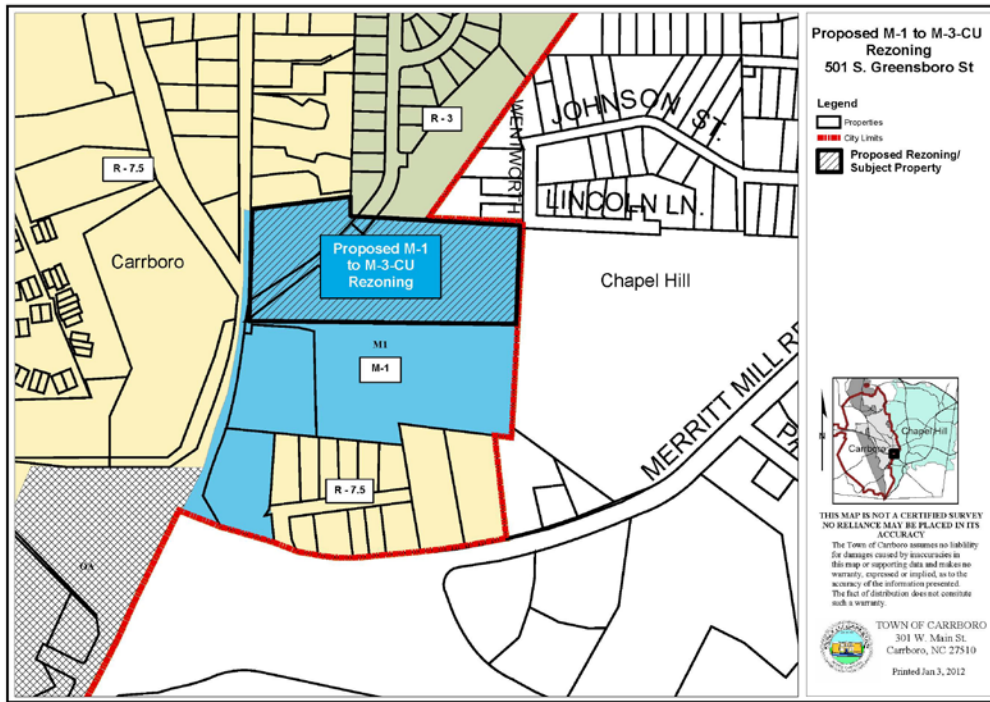 R - 3
WENTWORTH
JOHNSON ST.
LINCOLN LN.
R - 7.5
Carrboro
Proposed M-1
to M-3-CU
Rezoning
Chapel Hill
M1
M-1
MERRITT MILL R
PA
R - 7.5
OA
Proposed M-1 to M-3-CU
Rezoning
501 S. Greensboro St
Legend
Properties
City Limits
Proposed Rezoning/
Subject Property
Chapel Hill
Carrboro
N
THIS MAP IS NOT A CERTIFIED SURVEY
NO RELIANCE MAY BE PLACED IN ITS
ACCURACY
The Town of Carrboro assumes no liability
for damages caused by inaccuracies in
this map or supporting data and makes no
warranty, expressed or implied, as to the
accuracy of the information presented.
The fact of distribution does not constitute
such a warranty.
TOWN OF CARRBORO
301 W. Main St.
Carrboro, NC 27510
Printed Jan 3, 2012